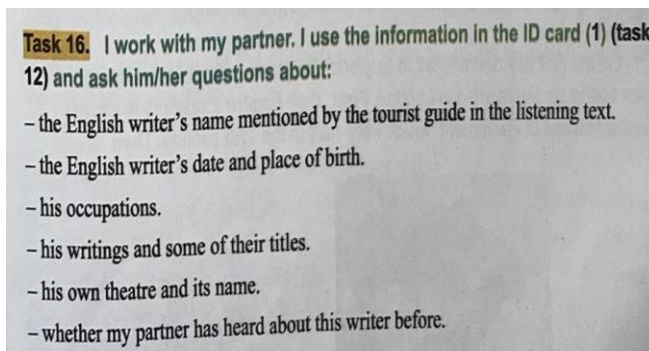 Task 16. I work with my partner. I use the information in the ID card (1) (task
12) and ask him/her questions about:
– the English writer's name mentioned by the tourist guide in the listening text.
– the English writer's date and place of birth.
– his occupations.
– his writings and some of their titles.
– his own theatre and its name.
– whether my partner has heard about this writer before.